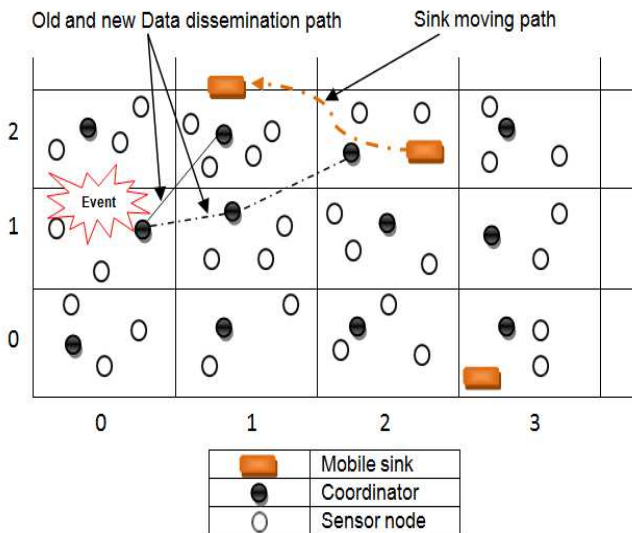 Old and new Data dissemination path
Sink moving path
2
Event
1
0
0 1 2 3
Mobile sink
Coordinator
Sensor node